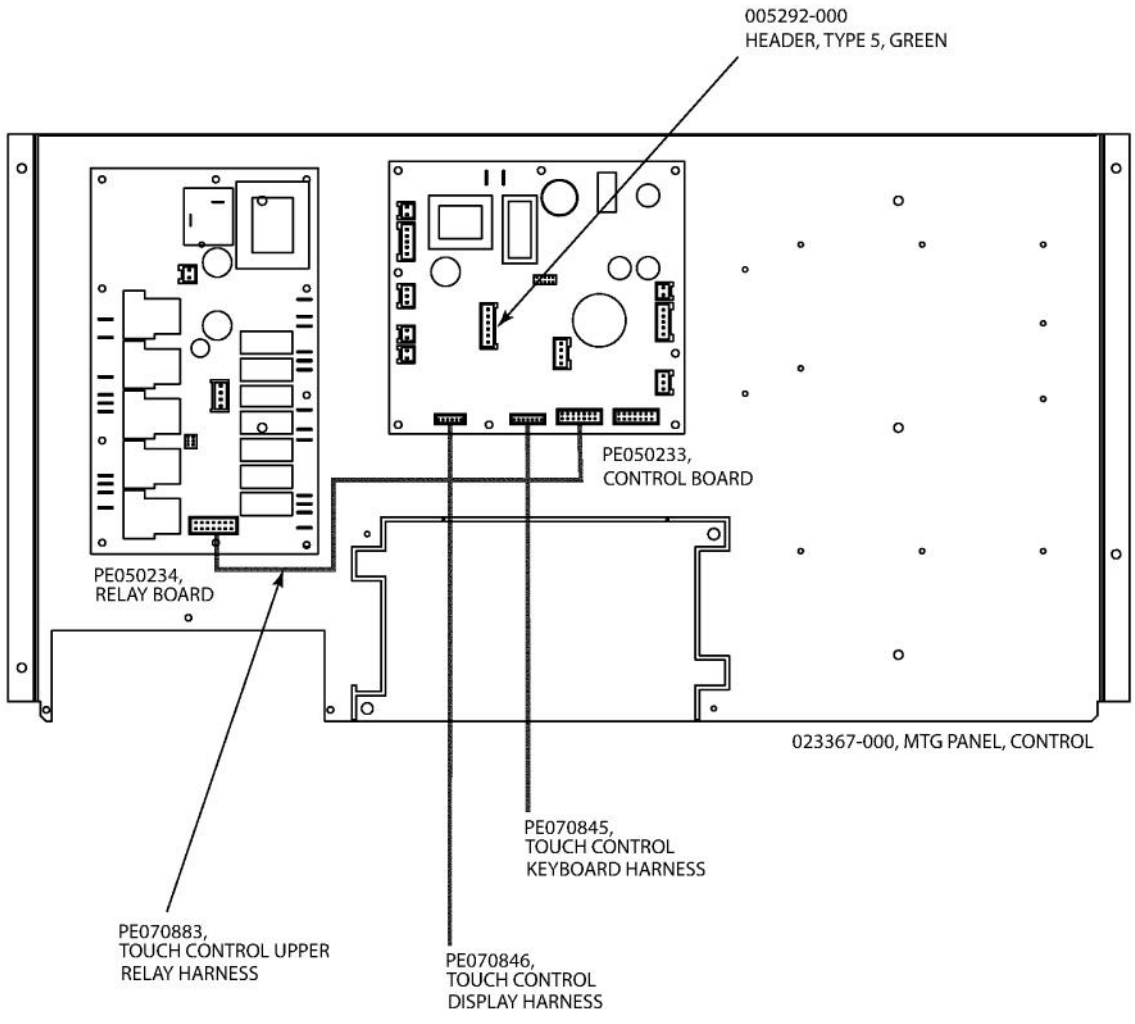 005292-000
HEADER, TYPE 5, GREEN
PE050233,
CONTROL BOARD
PE050234,
RELAY BOARD
023367-000, MTG PANEL, CONTROL
PE070845,
TOUCH CONTROL
KEYBOARD HARNESS
PE070883,
TOUCH CONTROL UPPER
RELAY HARNESS
PE070846,
TOUCH CONTROL
DISPLAY HARNESS